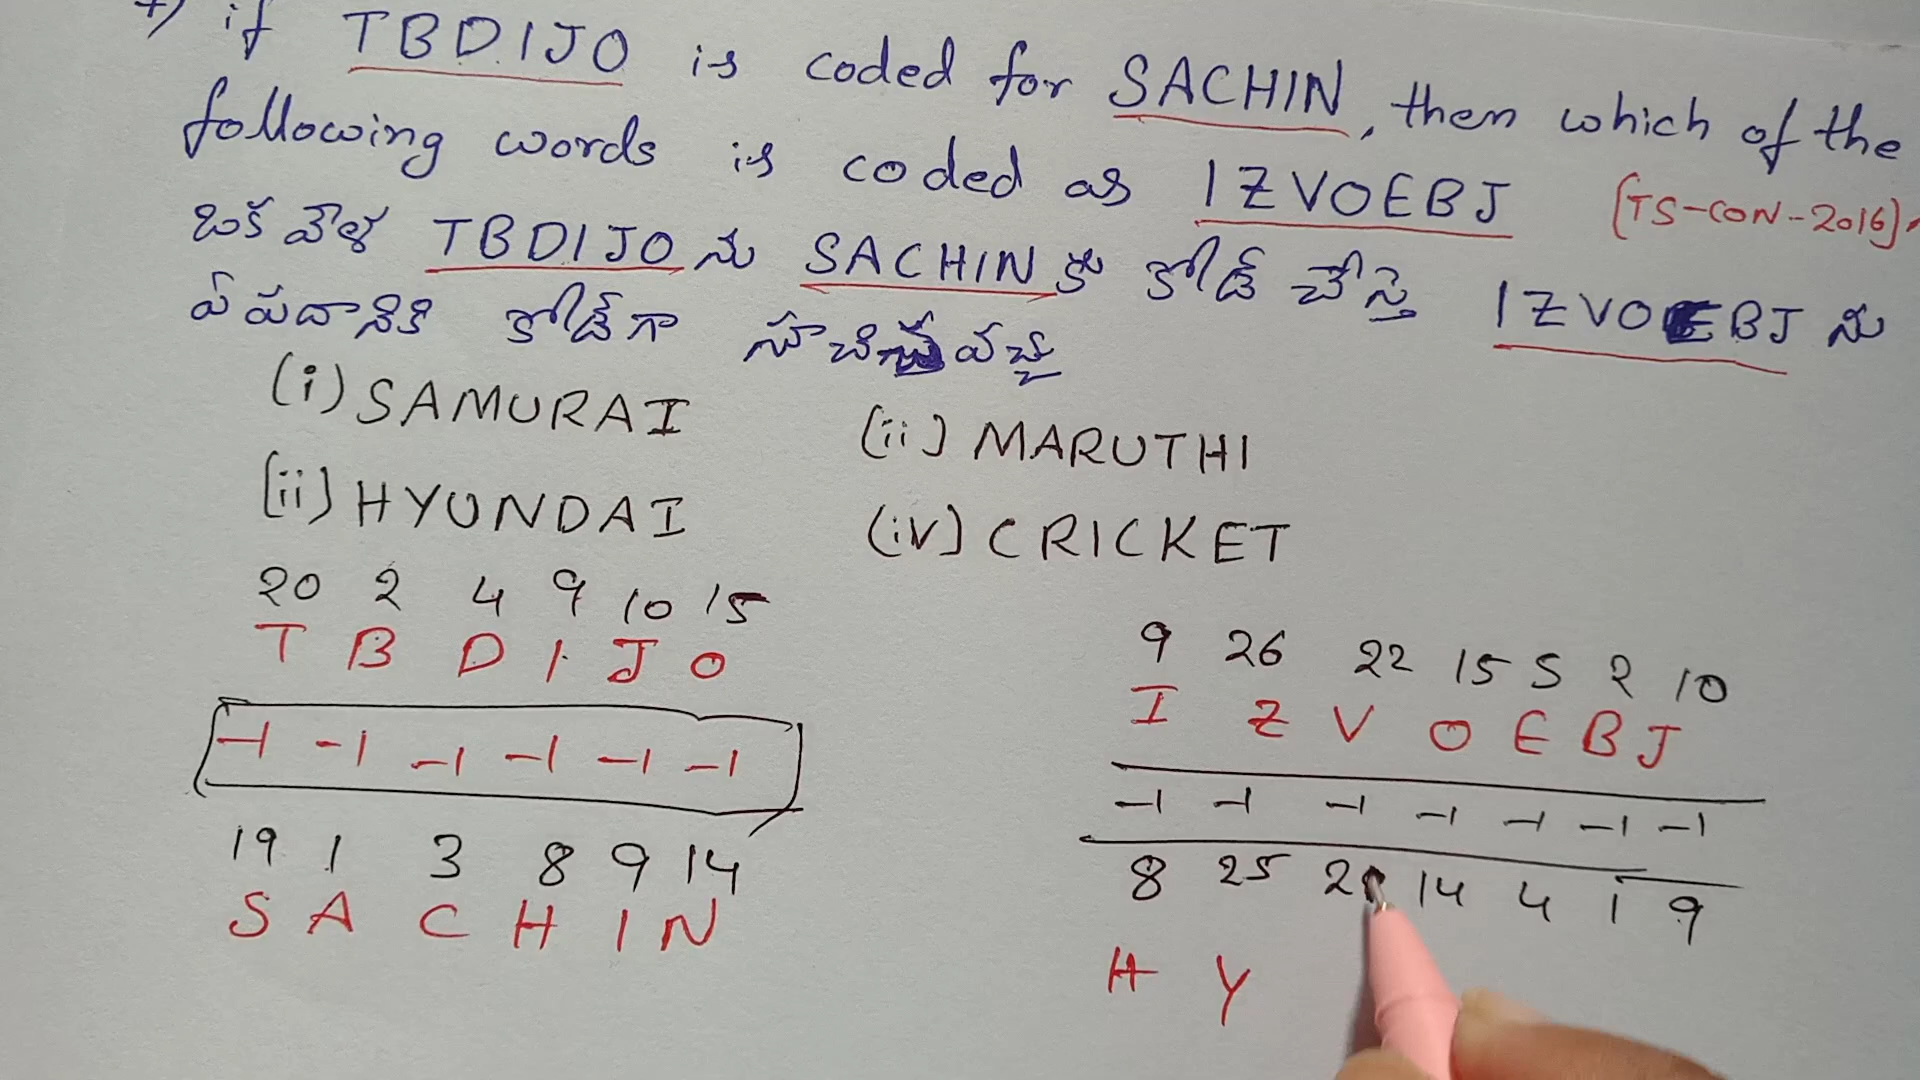 if TBDIJO is coded for SACHIN, then which of the
following words is coded as IZVOEBJ (TS-CON-2016)
ఒక వేళ TBDIJO ను SACHIN కు కోడ్ చేస్తె IZVOEBJ ను
ఏ పదానికి కోడ్‌గా
(i) SAMURAI (ii) MARUTHI
(ii) HYUNDAI (iv) CRICKET
20 2 4 9 10 15
T B D I J O
-1 -1 -1 -1 -1 -1
19 1 3 8 9 14
S A C H I N
9 26 22 15 5 2 10
I Z V O E B J
-1 -1 -1 -1 -1 -1 -1
8 25 21 14 4 1 9
H Y